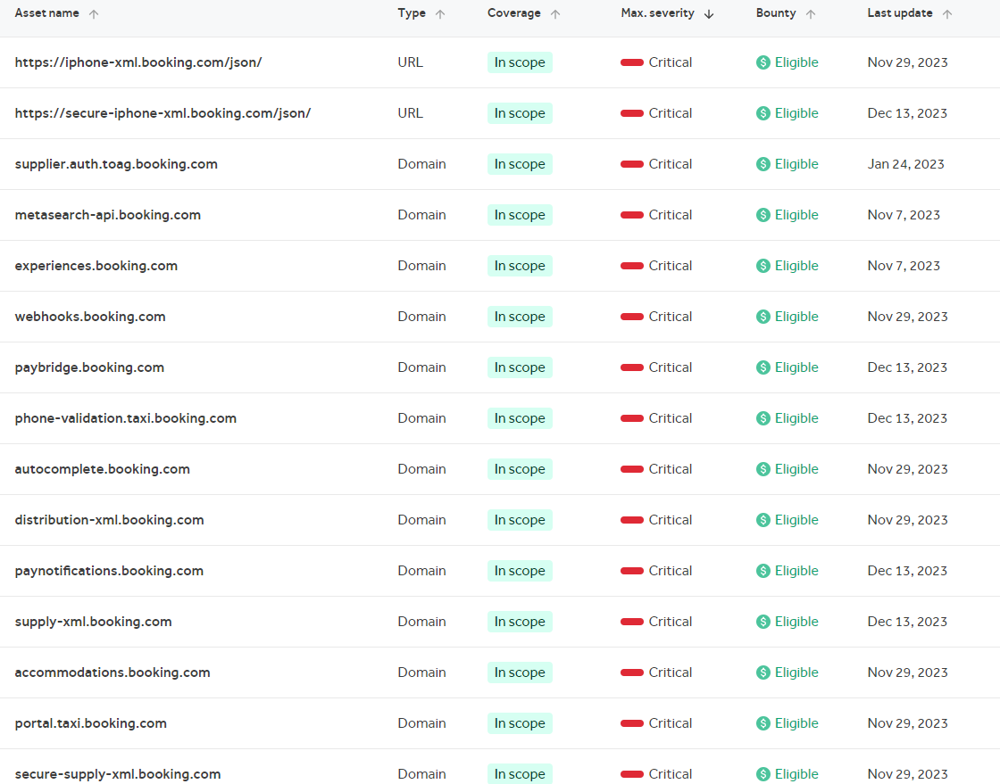 Asset name Type Coverage Max. severity Bounty Last update
https://iphone-xml.booking.com/json/ URL In scope Critical Eligible Nov 29, 2023
https://secure-iphone-xml.booking.com/json/ URL In scope Critical Eligible Dec 13, 2023
supplier.auth.toag.booking.com Domain In scope Critical Eligible Jan 24, 2023
metasearch-api.booking.com Domain In scope Critical Eligible Nov 7, 2023
experiences.booking.com Domain In scope Critical Eligible Nov 7, 2023
webhooks.booking.com Domain In scope Critical Eligible Nov 29, 2023
paybridge.booking.com Domain In scope Critical Eligible Dec 13, 2023
phone-validation.taxi.booking.com Domain In scope Critical Eligible Dec 13, 2023
autocomplete.booking.com Domain In scope Critical Eligible Nov 29, 2023
distribution-xml.booking.com Domain In scope Critical Eligible Nov 29, 2023
paynotifications.booking.com Domain In scope Critical Eligible Dec 13, 2023
supply-xml.booking.com Domain In scope Critical Eligible Dec 13, 2023
accommodations.booking.com Domain In scope Critical Eligible Nov 29, 2023
portal.taxi.booking.com Domain In scope Critical Eligible Nov 29, 2023
secure-supply-xml.booking.com Domain In scope Critical Eligible Nov 29, 2023